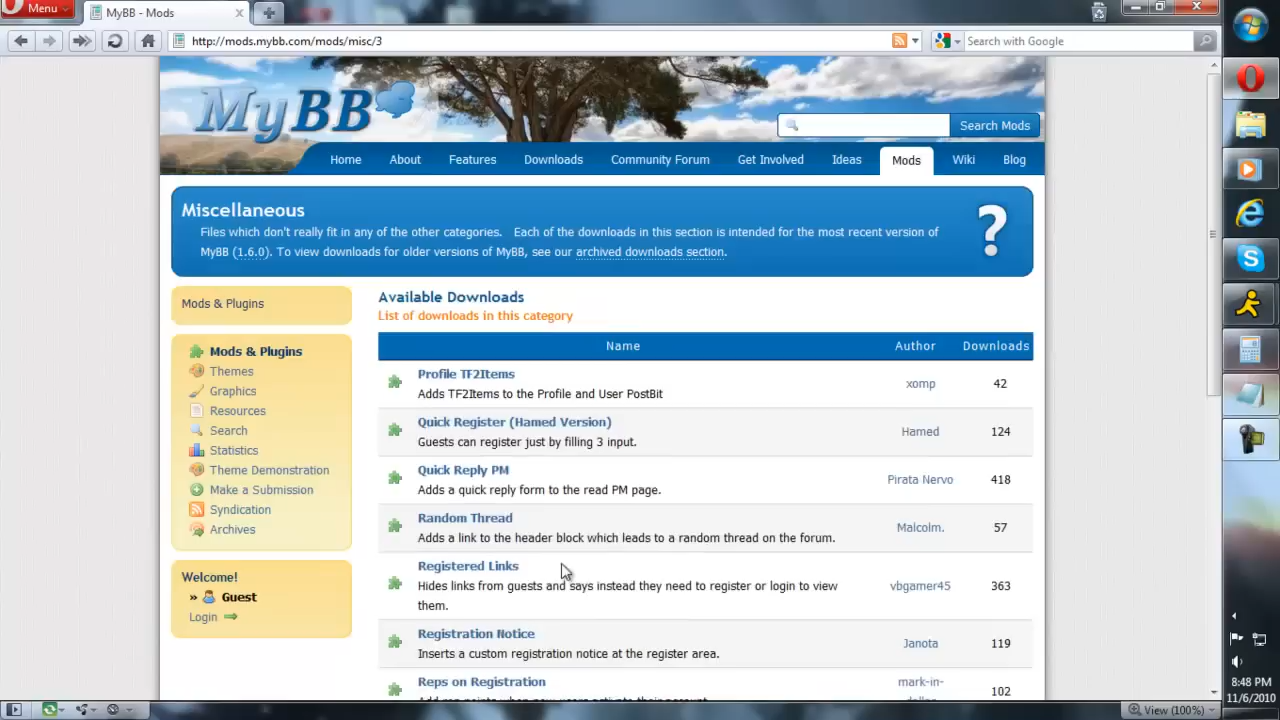 Menu
MyBB - Mods
http://mods.mybb.com/mods/misc/3
Search with Google
MyBB
Search Mods
Home About Features Downloads Community Forum Get Involved Ideas Mods Wiki Blog
Miscellaneous
Files which don't really fit in any of the other categories. Each of the downloads in this section is intended for the most recent version of
MyBB (1.6.0). To view downloads for older versions of MyBB, see our archived downloads section.
?
Mods & Plugins
Mods & Plugins
Themes
Graphics
Resources
Search
Statistics
Theme Demonstration
Make a Submission
Syndication
Archives
Welcome!
» Guest
Login
Available Downloads
List of downloads in this category
Name Author Downloads
Profile TF2Items
Adds TF2Items to the Profile and User PostBit
xomp 42
Quick Register (Hamed Version)
Guests can register just by filling 3 input.
Hamed 124
Quick Reply PM
Adds a quick reply form to the read PM page.
Pirata Nervo 418
Random Thread
Adds a link to the header block which leads to a random thread on the forum.
Malcolm. 57
Registered Links
Hides links from guests and says instead they need to register or login to view
them.
vbgamer45 363
Registration Notice
Inserts a custom registration notice at the register area.
Janota 119
Reps on Registration
mark-in-
102
View (100%)
8:48 PM
11/6/2010